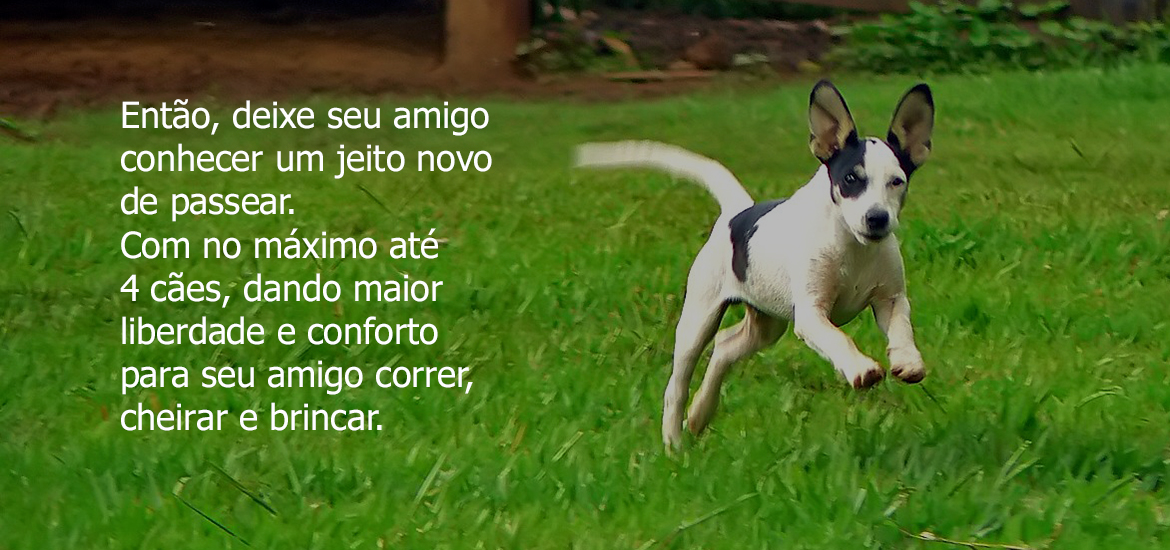 Então, deixe seu amigo
conhecer um jeito novo
de passear.
Com no máximo até
4 cães, dando maior
liberdade e conforto
para seu amigo correr,
cheirar e brincar.